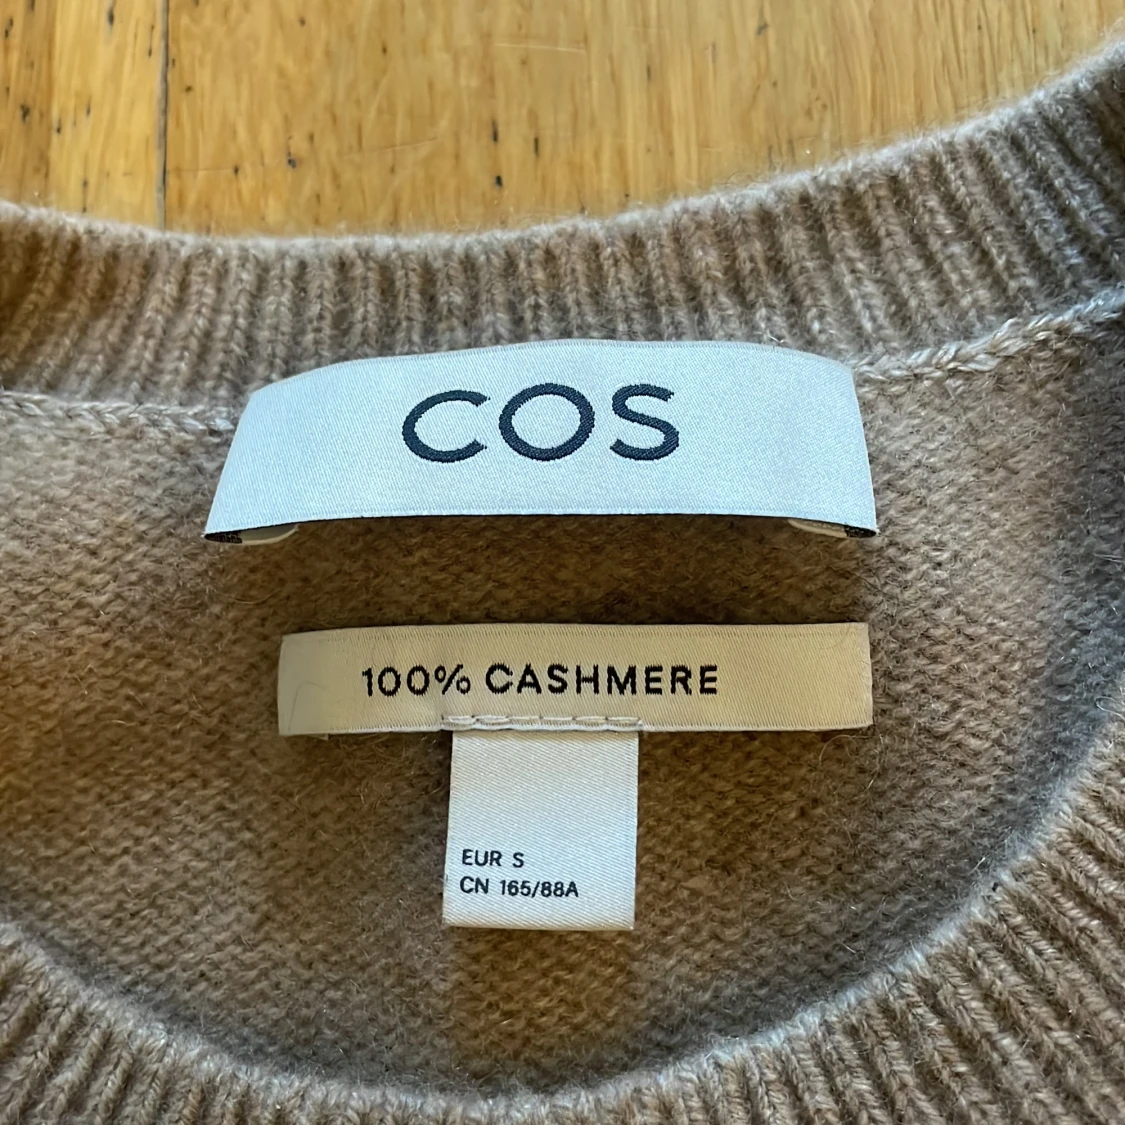 COS
100% CASHMERE
EUR S
CN 165/88A